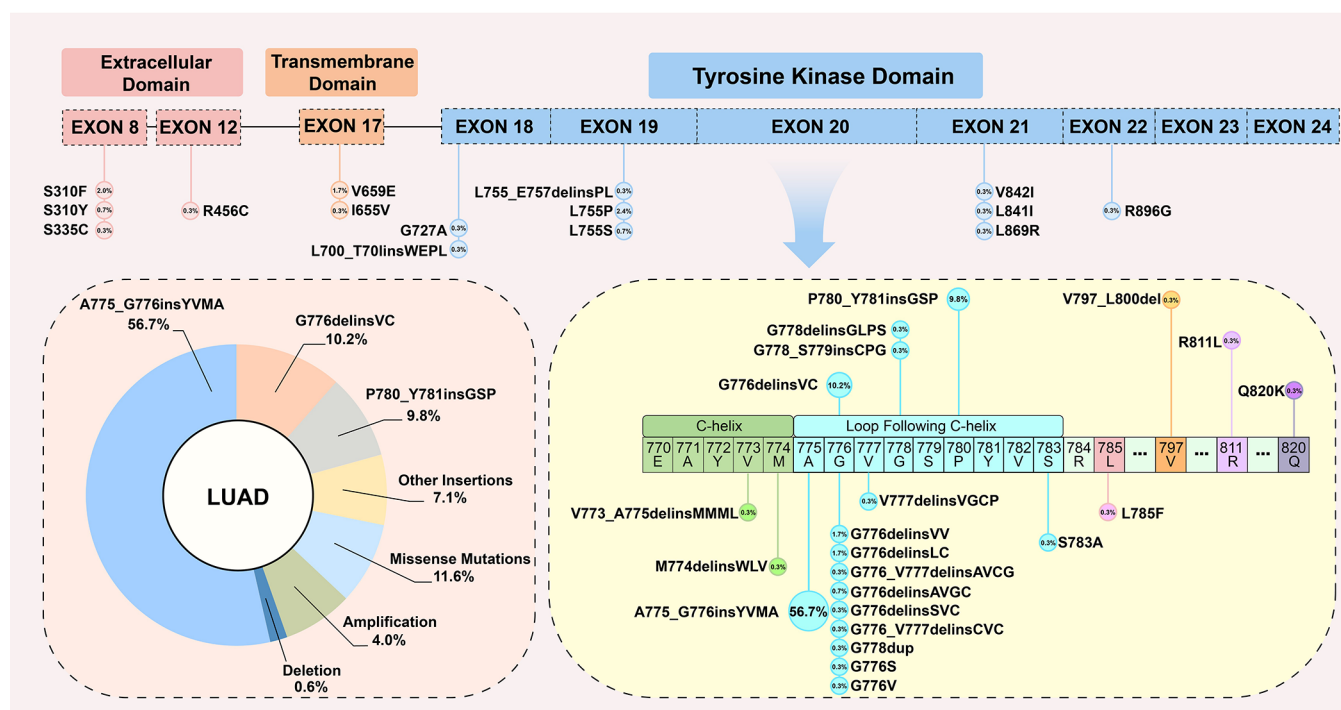 Extracellular
Domain
Transmembrane
Domain
Tyrosine Kinase Domain
EXON 8
EXON 12
EXON 17
EXON 18
EXON 19
EXON 20
EXON 21
EXON 22
EXON 23
EXON 24
S310F 2.0%
S310Y 0.7%
S335C 0.3%
0.3% R456C
1.7% V659E
0.3% I655V
G727A 0.3%
L700_T70linsWEPL 0.3%
L755_E757delinsPL 0.3%
L755P 2.4%
L755S 0.7%
0.3% V842I
0.3% L841I
0.3% L869R
0.3% R896G
A775_G776insYVMA
56.7%
G776delinsVC
10.2%
P780_Y781insGSP
9.8%
Other Insertions
7.1%
Missense Mutations
11.6%
Amplification
4.0%
Deletion
0.6%
LUAD
P780_Y781insGSP 9.8%
G778delinsGLPS 0.3%
G778_S779insCPG 0.3%
G776delinsVC 10.2%
V797_L800del 0.3%
R811L 0.3%
Q820K 0.3%
C-helix
Loop Following C-helix
770 771 772 773 774 775 776 777 778 779 780 781 782 783 784 785 ... 797 ... 811 ... 820
E A Y V M A G V G S P Y V S R L V R Q
V773_A775delinsMMML 0.3%
M774delinsWLV 0.3%
A775_G776insYVMA 56.7%
0.3% V777delinsVGCP
1.7% G776delinsVV
1.7% G776delinsLC
0.3% G776_V777delinsAVCG
0.7% G776delinsAVGC
0.3% G776delinsSVC
0.3% G776_V777delinsCVC
0.3% G778dup
0.3% G776S
0.3% G776V
0.3% S783A
0.3% L785F